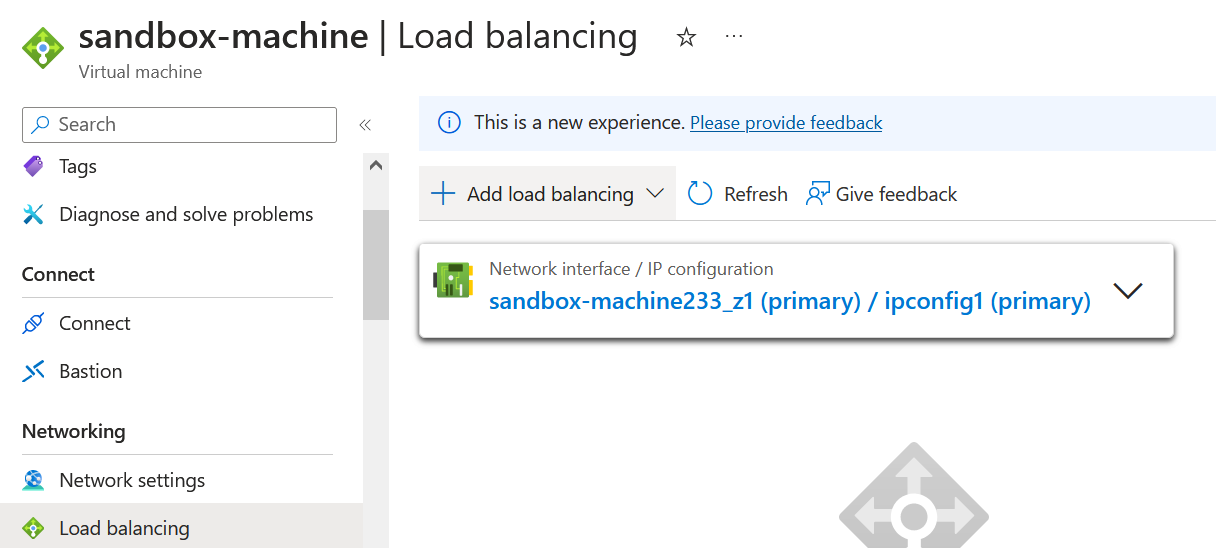 sandbox-machine | Load balancing
Virtual machine
Search
Tags
Diagnose and solve problems
Connect
Connect
Bastion
Networking
Network settings
Load balancing
This is a new experience. Please provide feedback
Add load balancing
Refresh
Give feedback
Network interface / IP configuration
sandbox-machine233_z1 (primary) / ipconfig1 (primary)